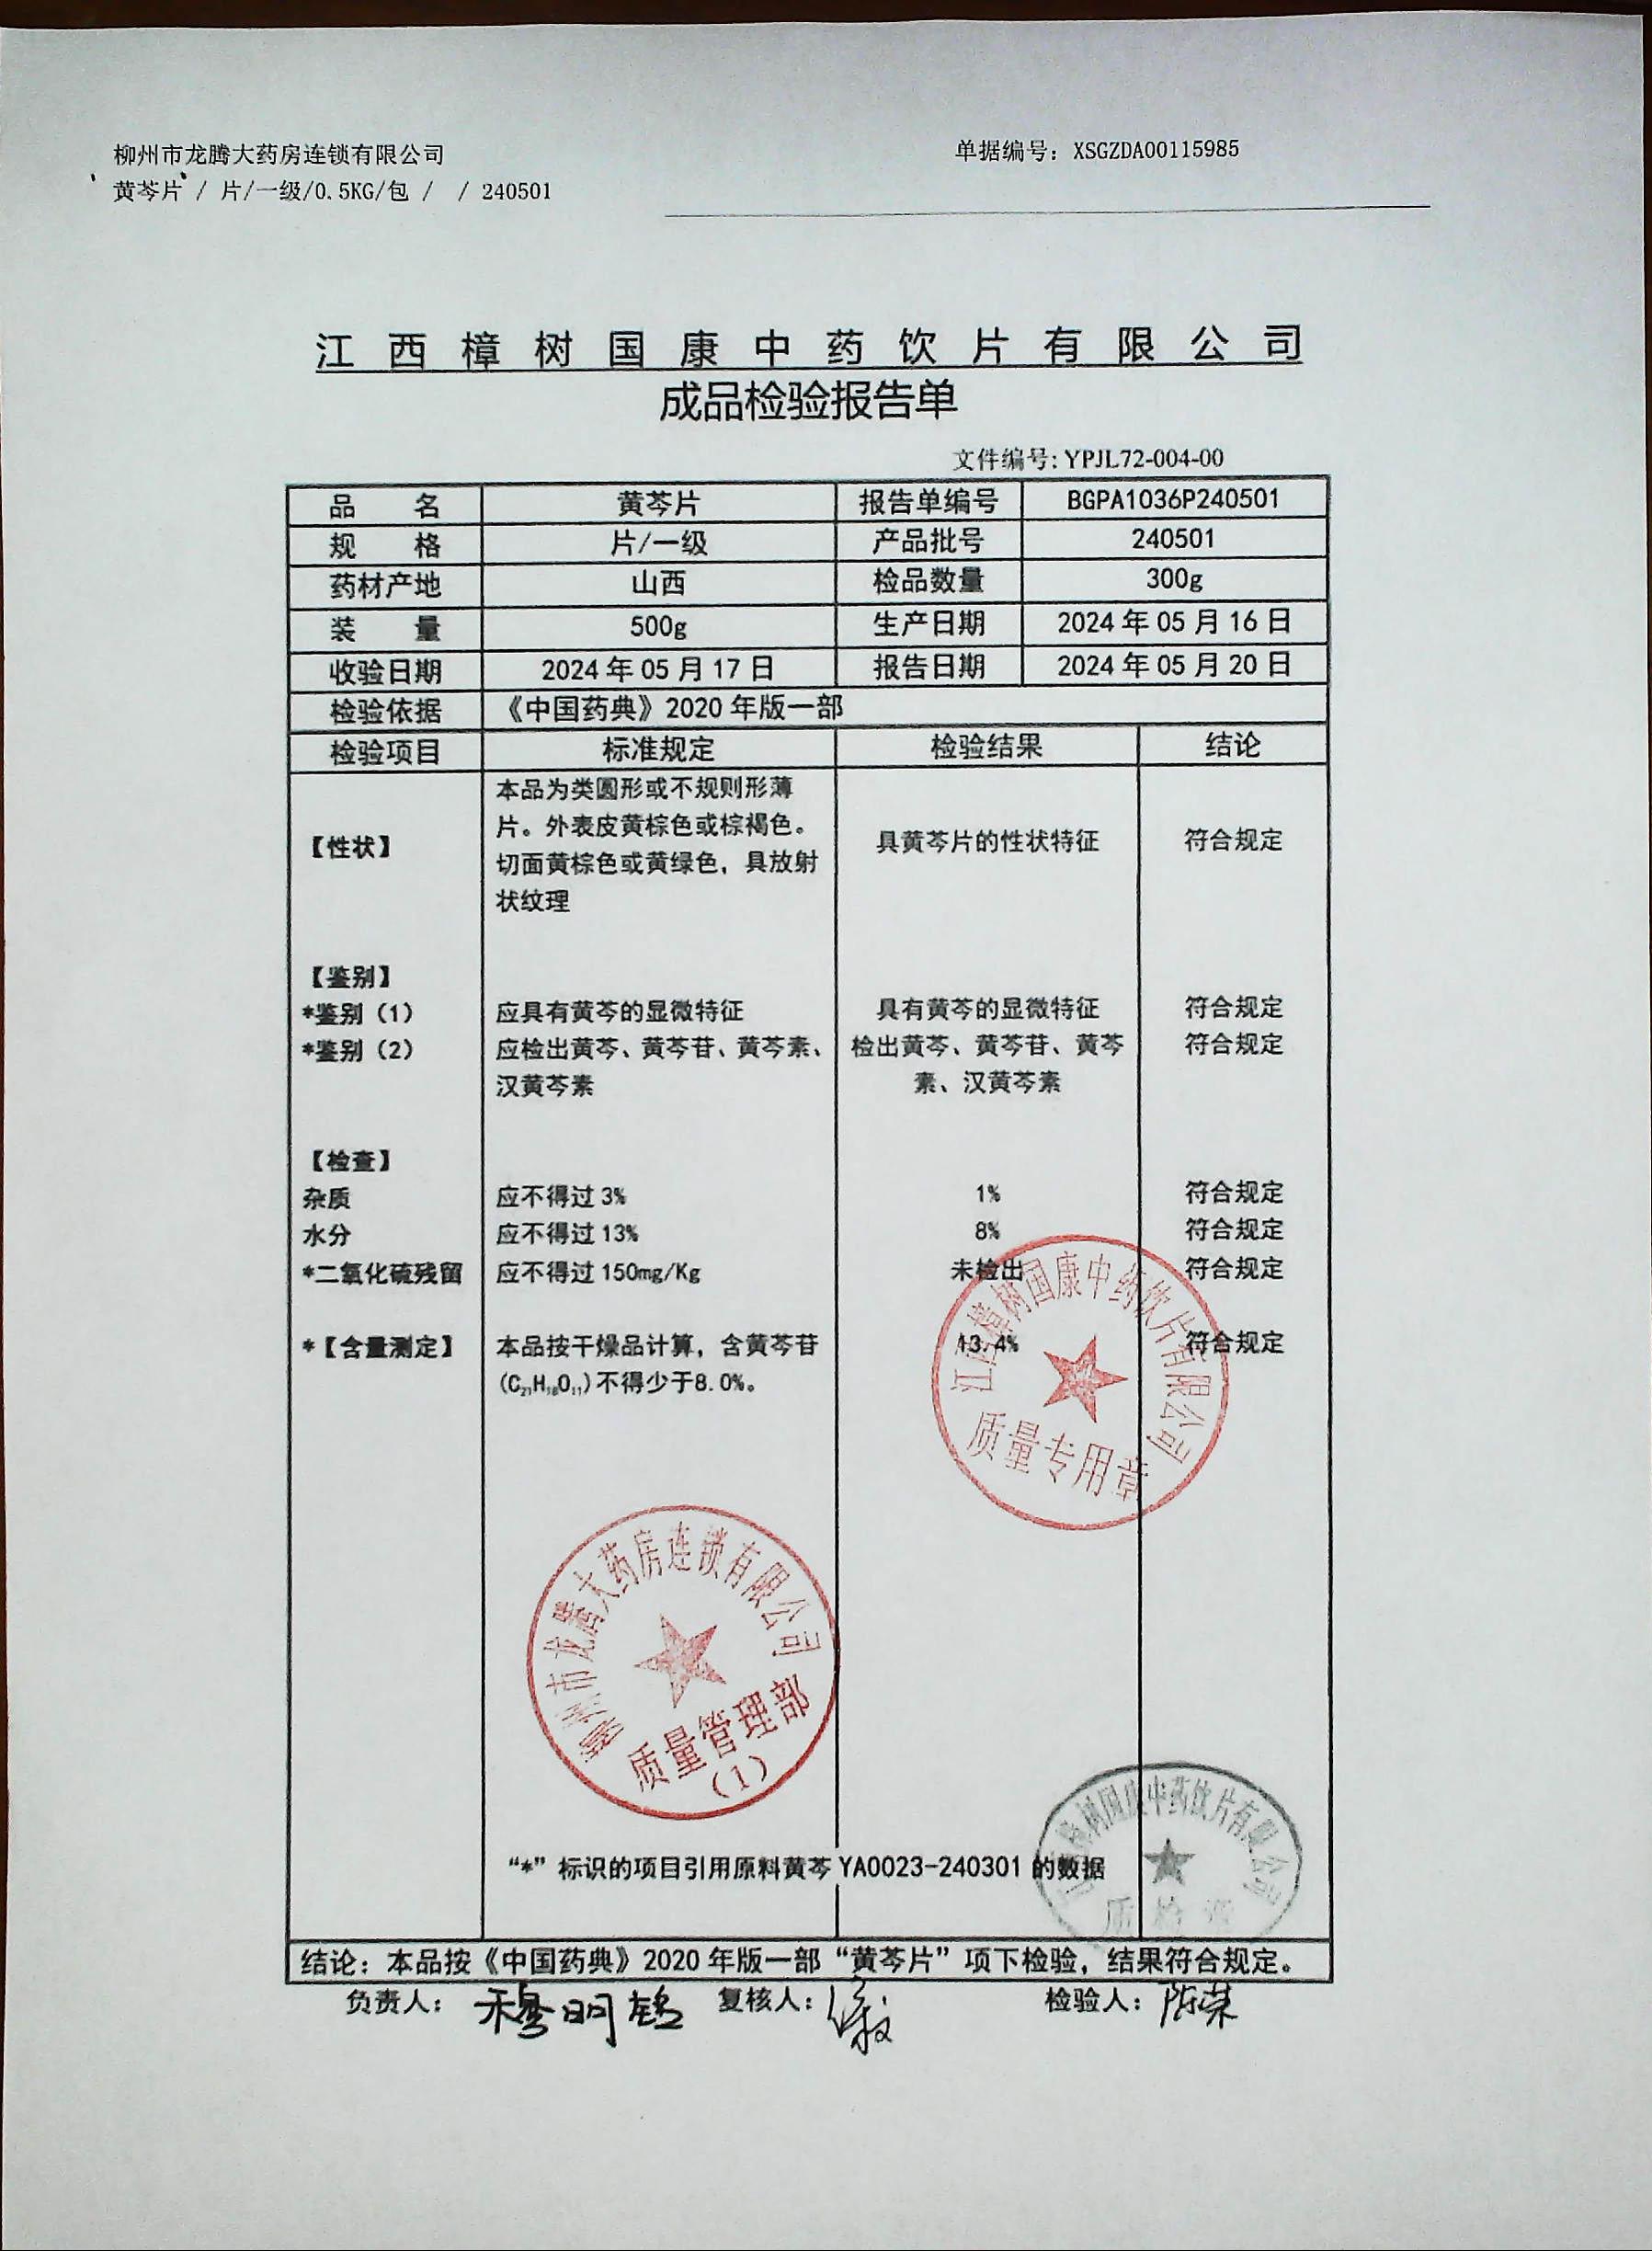 柳州市龙腾大药房连锁有限公司
单据编号：XSGZDA00115985
黄芩片 / 片/一级/0.5KG/包 / / 240501
江西樟树国康中药饮片有限公司
成品检验报告单
文件编号：YPJL72-004-00
品 名 黄芩片 报告单编号 BGPA1036P240501
规 格 片/一级 产品批号 240501
药材产地 山西 检品数量 300g
装 量 500g 生产日期 2024年05月16日
收验日期 2024年05月17日 报告日期 2024年05月20日
检验依据 《中国药典》2020年版一部
检验项目 标准规定 检验结果 结论
本品为类圆形或不规则形薄
片。外表皮黄棕色或棕褐色。
【性状】 具黄芩片的性状特征 符合规定
切面黄棕色或黄绿色，具放射
状纹理
【鉴别】
*鉴别（1） 应具有黄芩的显微特征 具有黄芩的显微特征 符合规定
*鉴别（2） 应检出黄芩、黄芩苷、黄芩素、 检出黄芩、黄芩苷、黄芩 符合规定
汉黄芩素 素、汉黄芩素
【检查】
杂质 应不得过3% 1% 符合规定
水分 应不得过13% 8% 符合规定
*二氧化硫残留 应不得过150mg/Kg 未检出 符合规定
*【含量测定】 本品按干燥品计算，含黄芩苷 13.4% 符合规定
(C₂₁H₁₈O₁₁)不得少于8.0%。
江西樟树国康中药饮片有限公司
质量专用章
柳州市龙腾大药房连锁有限公司
质量管理部
（1）
“*”标识的项目引用原料黄芩YA0023-240301的数据
树国康中药饮片有限公司
质检
结论：本品按《中国药典》2020年版一部“黄芩片”项下检验，结果符合规定。
负责人： 复核人： 检验人：陈荣